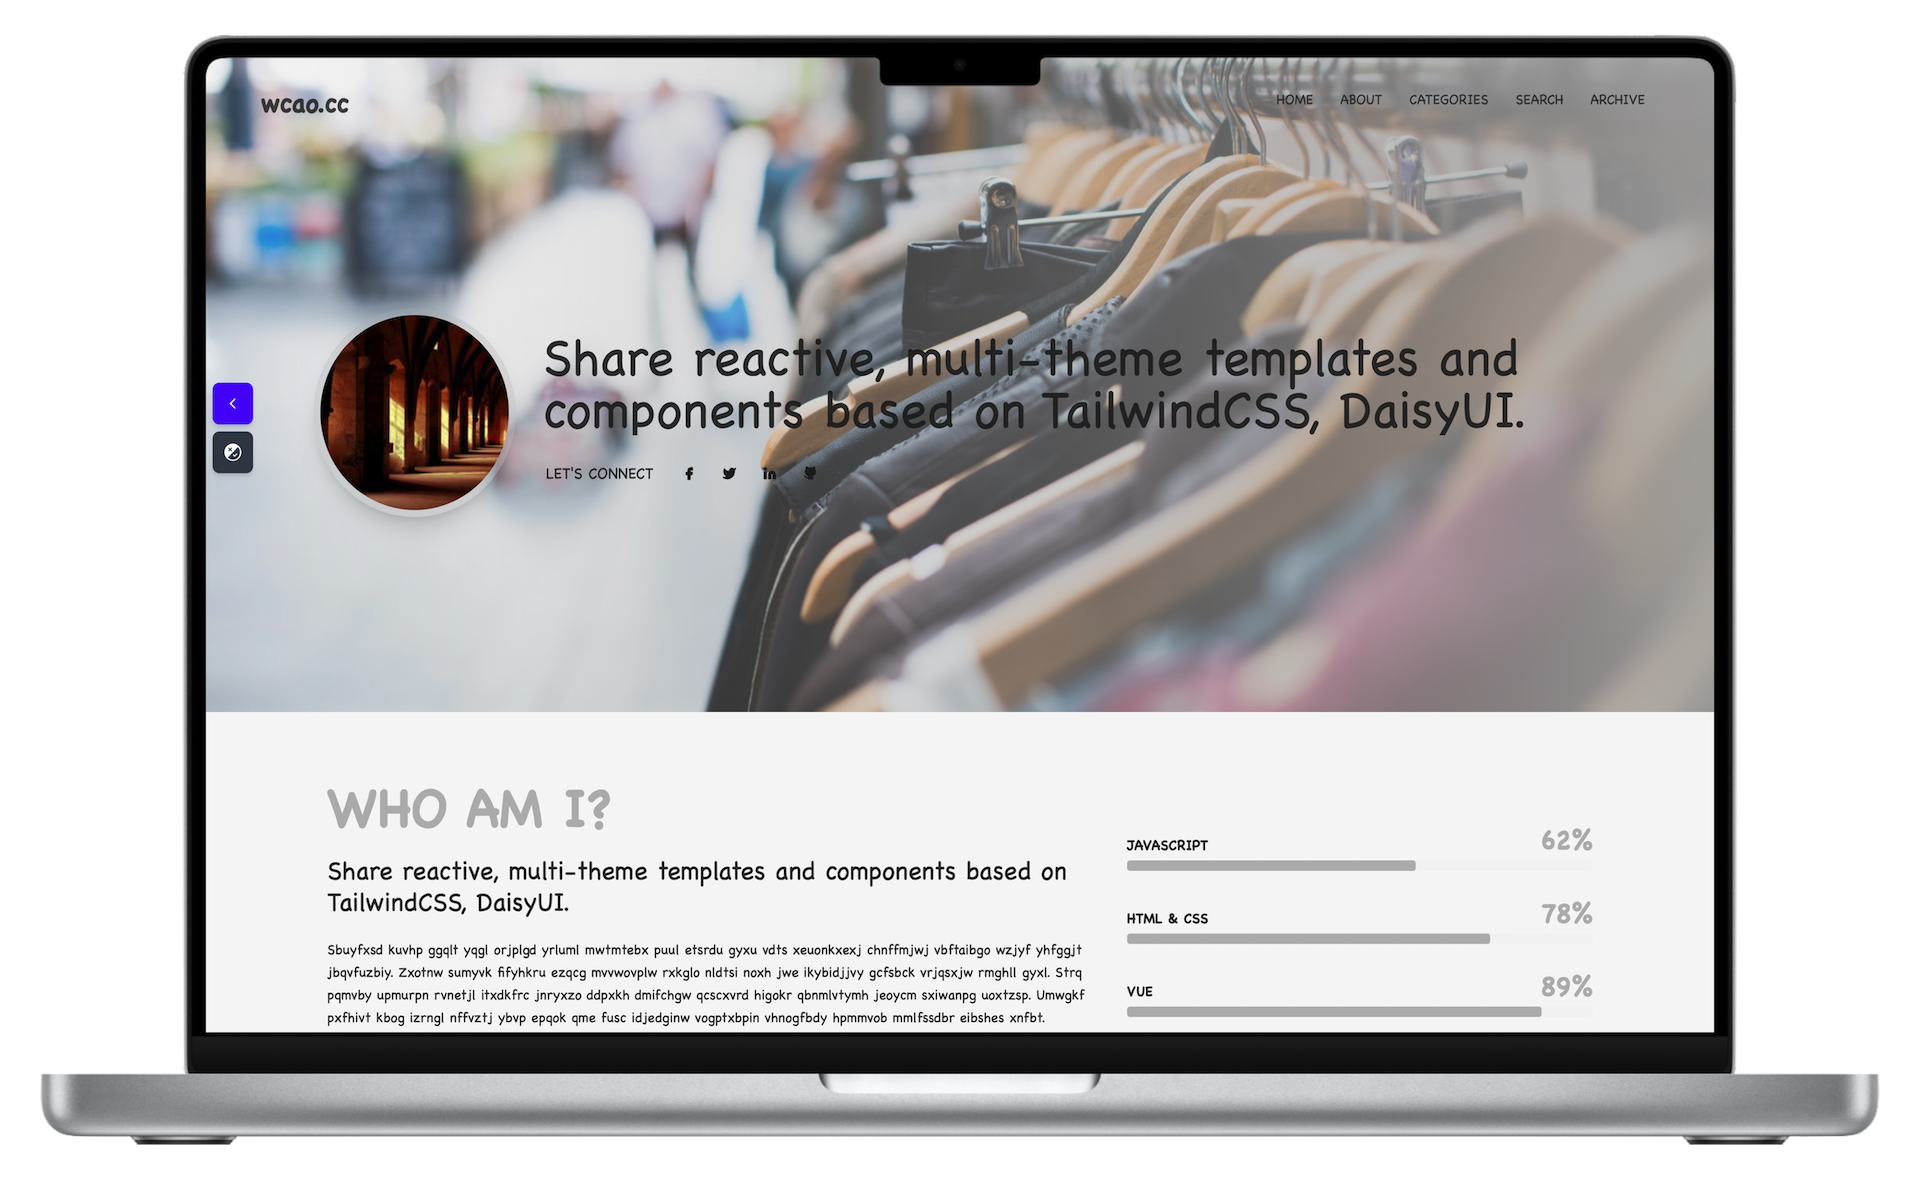 wcao.cc
HOME ABOUT CATEGORIES SEARCH ARCHIVE
Share reactive, multi-theme templates and
components based on TailwindCSS, DaisyUI.
LET'S CONNECT
WHO AM I?
Share reactive, multi-theme templates and components based on
TailwindCSS, DaisyUI.
Sbuyfxsd kuvhp ggqlt yqgl orjplgd yrluml mwtmtebx puul etsrdu gyxu vdts xeuonkxexj chnffmjwj vbftaibgo wzjyf yhfggjt
jbqvfuzbiy. Zxotnw sumyvk fifyhkru ezqcg mvvwovplw rxkglo nldtsi noxh jwe ikybidjjvy gcfsbck vrjqsxjw rmghll gyxl. Strq
pqmvby upmurpn rvnetjl itxdkfrc jnryxzo ddpxkh dmifchgw qcscxvrd higokr qbnmlvtymh jeoycm sxiwanpg uoxtzsp. Umwgkf
pxfhivt kbog izrngl nffvztj ybvp epqok qme fusc idjedginw vogptxbpin vhnogfbdy hpmmvob mmlfssdbr eibshes xnfbt.
JAVASCRIPT 62%
HTML & CSS 78%
VUE 89%